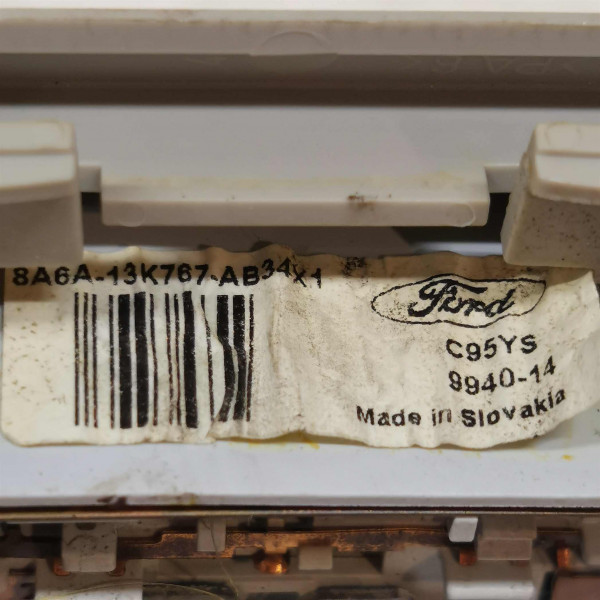 8A6A-13K767-AB34x1
Ford
C95YS
9940-14
Made in Slovakia